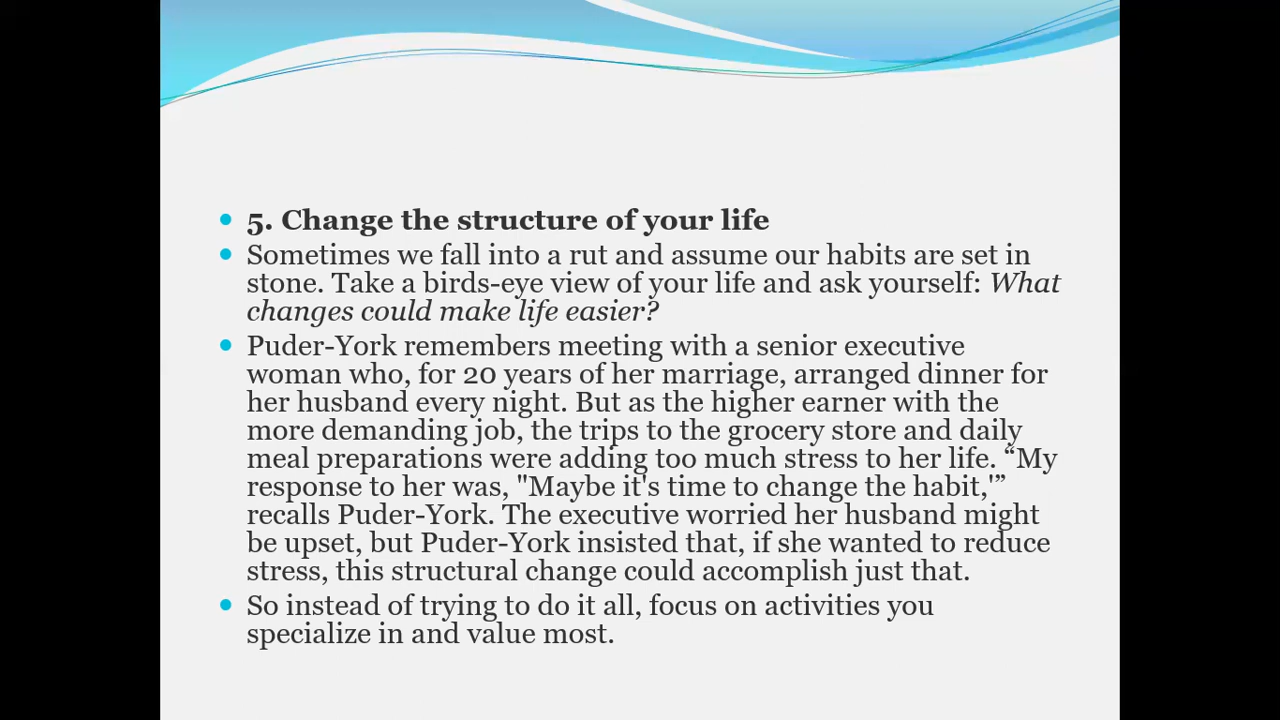 5. Change the structure of your life
Sometimes we fall into a rut and assume our habits are set in
stone. Take a birds-eye view of your life and ask yourself: What
changes could make life easier?
Puder-York remembers meeting with a senior executive
woman who, for 20 years of her marriage, arranged dinner for
her husband every night. But as the higher earner with the
more demanding job, the trips to the grocery store and daily
meal preparations were adding too much stress to her life. “My
response to her was, "Maybe it's time to change the habit,'”
recalls Puder-York. The executive worried her husband might
be upset, but Puder-York insisted that, if she wanted to reduce
stress, this structural change could accomplish just that.
So instead of trying to do it all, focus on activities you
specialize in and value most.